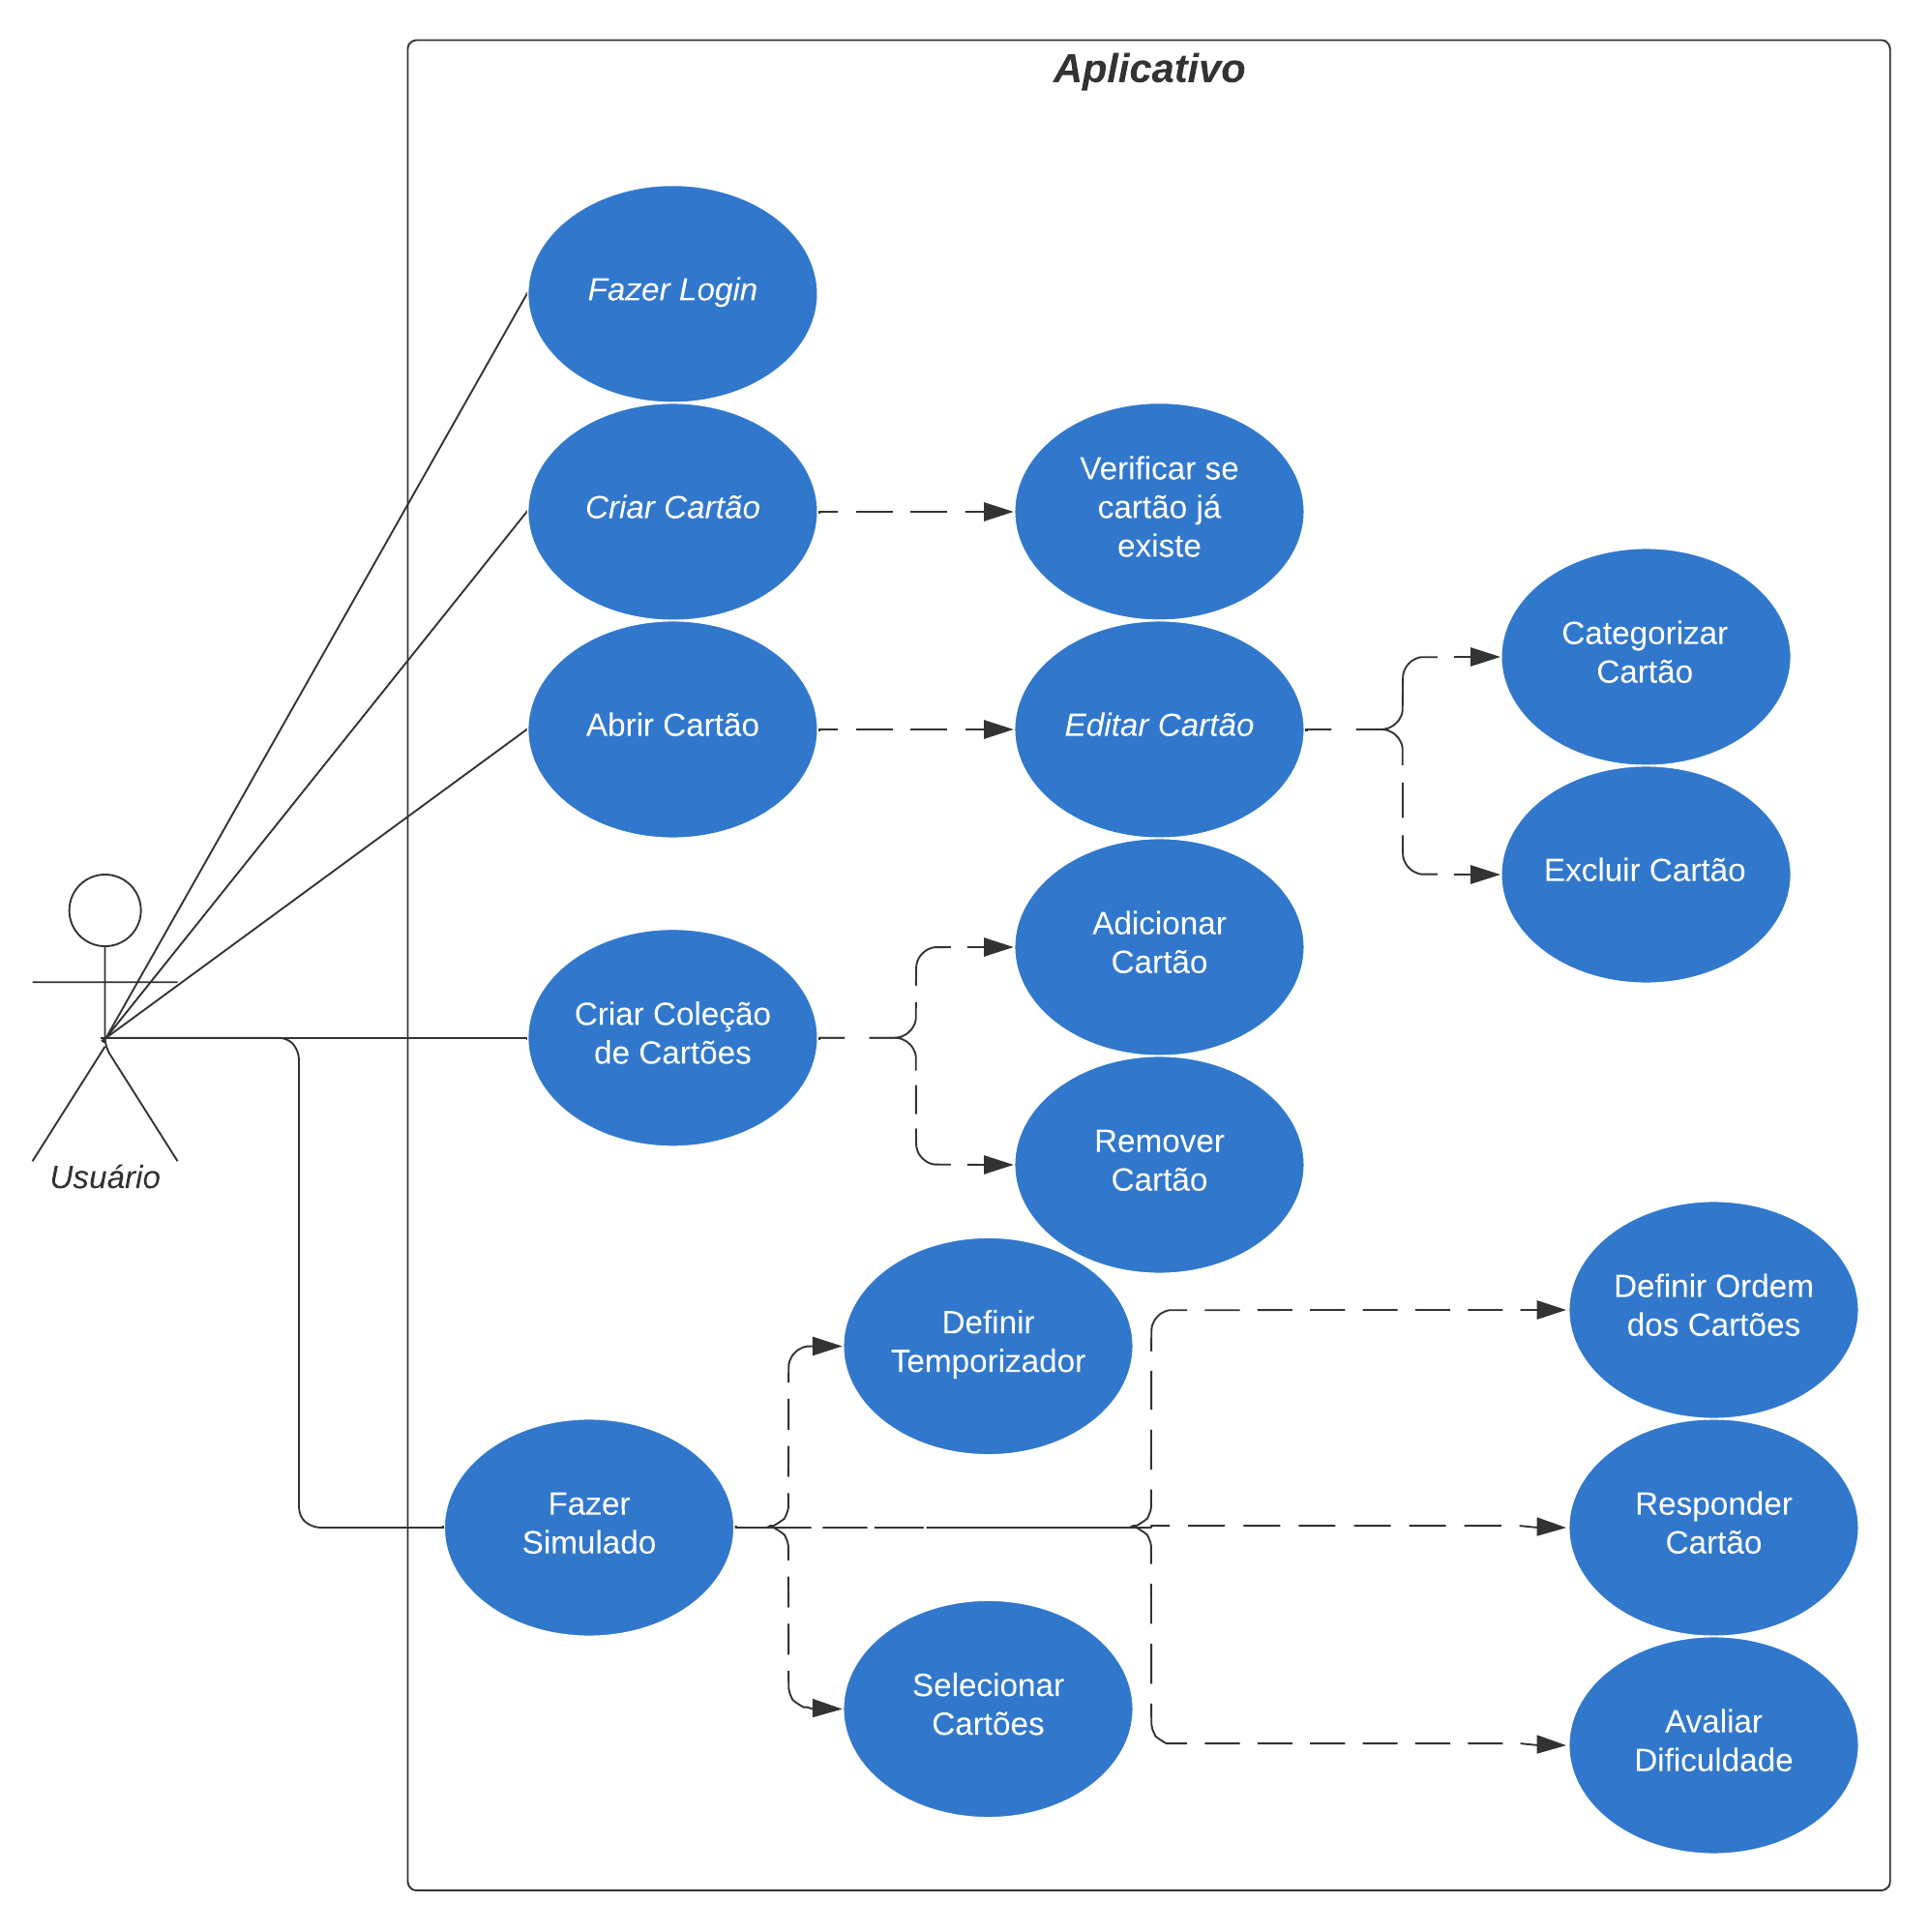 Aplicativo
Fazer Login
Criar Cartão
Verificar se
cartão já
existe
Abrir Cartão
Editar Cartão
Categorizar
Cartão
Excluir Cartão
Criar Coleção
de Cartões
Adicionar
Cartão
Remover
Cartão
Usuário
Fazer
Simulado
Definir
Temporizador
Selecionar
Cartões
Definir Ordem
dos Cartões
Responder
Cartão
Avaliar
Dificuldade